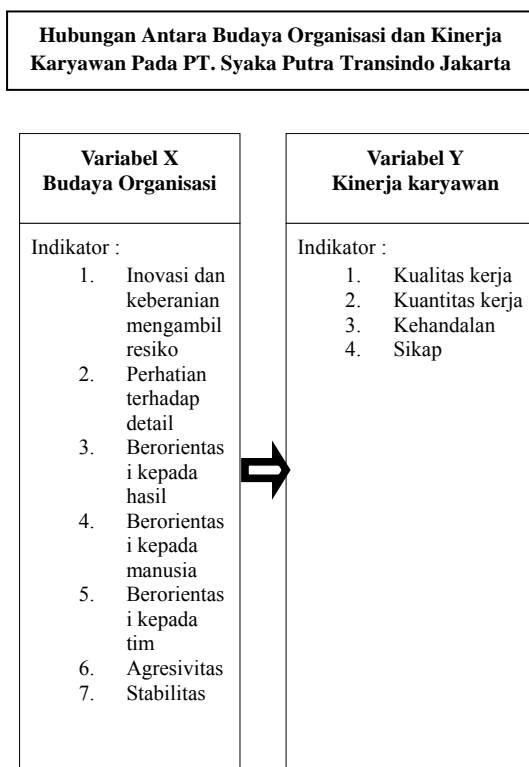 Hubungan Antara Budaya Organisasi dan Kinerja
Karyawan Pada PT. Syaka Putra Transindo Jakarta
Variabel X
Budaya Organisasi
Indikator :
1. Inovasi dan
keberanian
mengambil
resiko
2. Perhatian
terhadap
detail
3. Berorientas
i kepada
hasil
4. Berorientas
i kepada
manusia
5. Berorientas
i kepada
tim
6. Agresivitas
7. Stabilitas
Variabel Y
Kinerja karyawan
Indikator :
1. Kualitas kerja
2. Kuantitas kerja
3. Kehandalan
4. Sikap